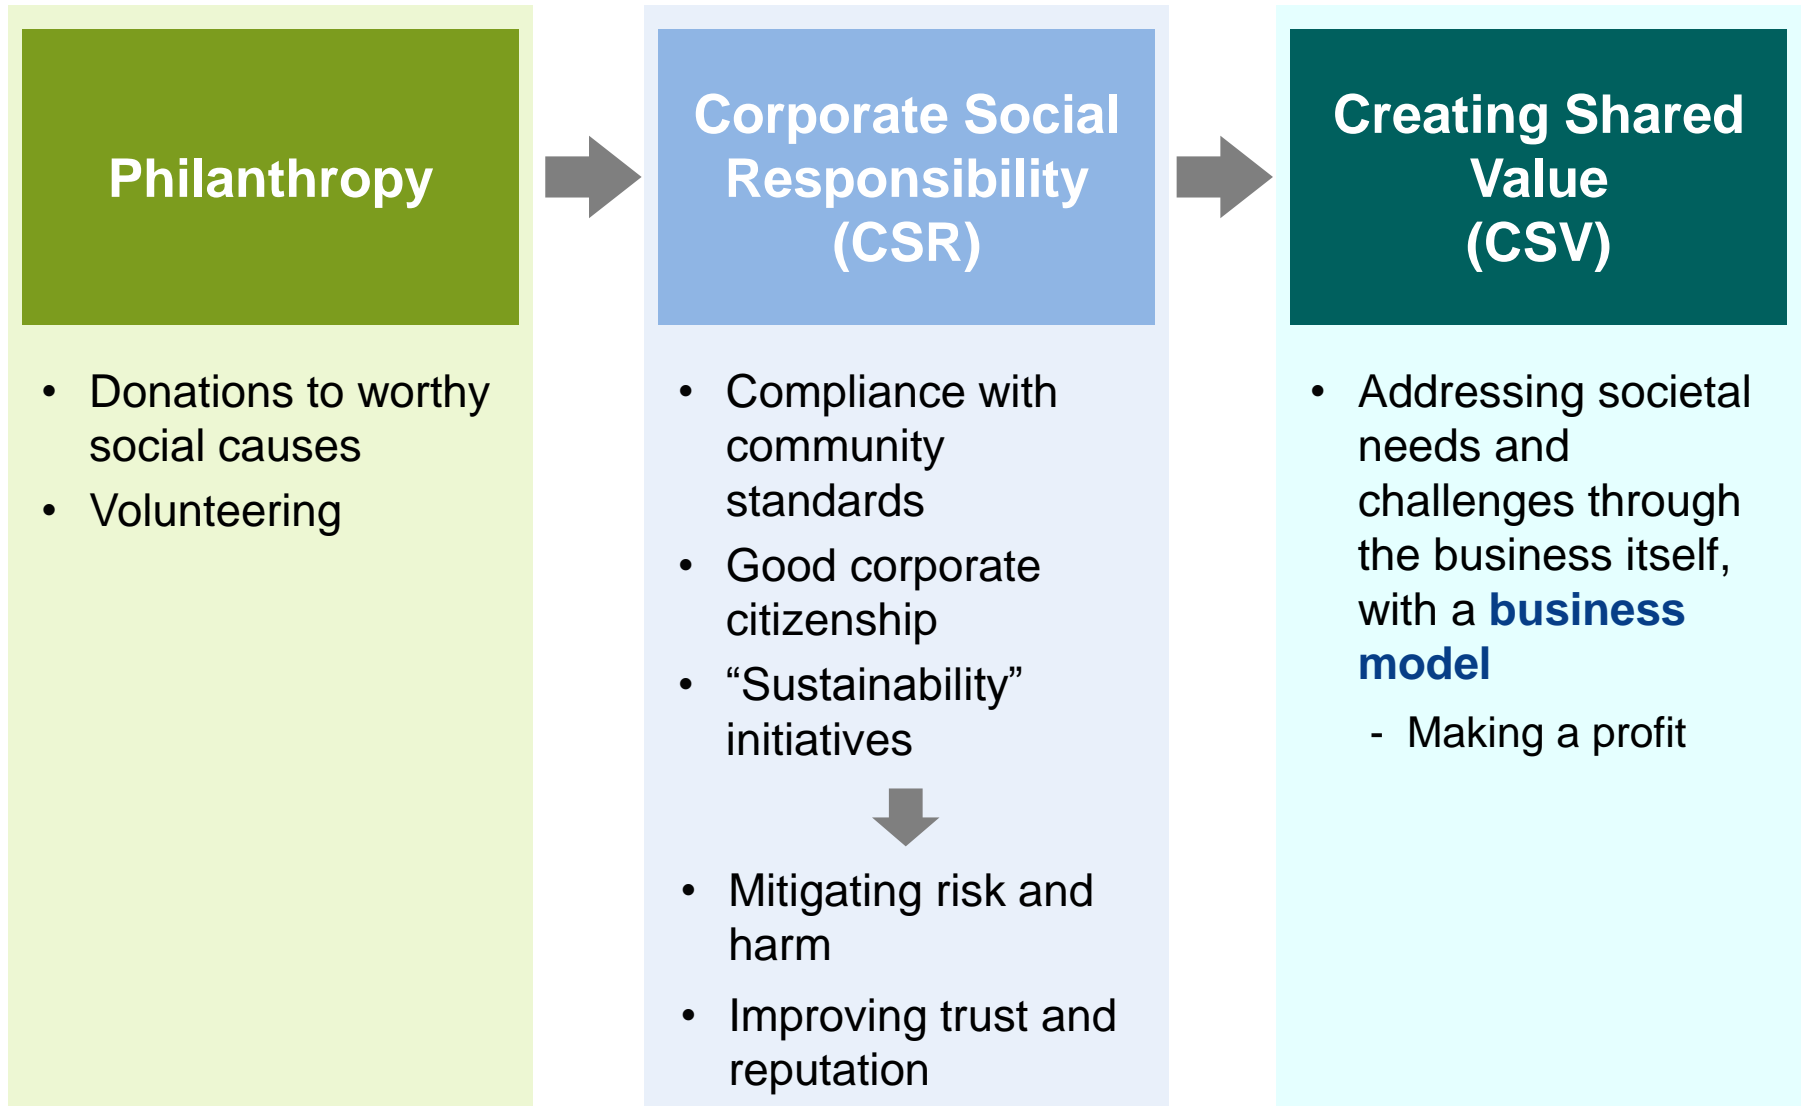 Philanthropy
• Donations to worthy
social causes
• Volunteering
Corporate Social
Responsibility
(CSR)
• Compliance with
community
standards
• Good corporate
citizenship
• “Sustainability”
initiatives
• Mitigating risk and
harm
• Improving trust and
reputation
Creating Shared
Value
(CSV)
• Addressing societal
needs and
challenges through
the business itself,
with a business
model
- Making a profit